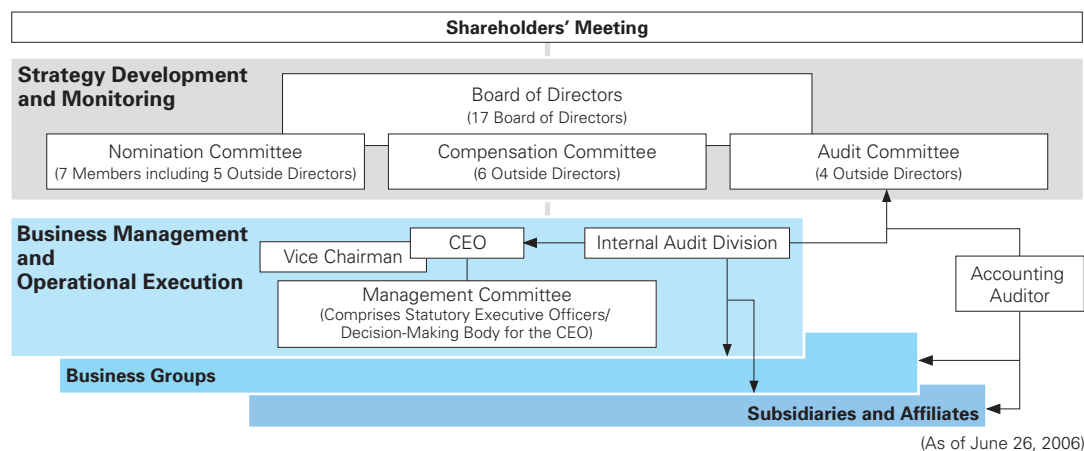 Shareholders' Meeting
Strategy Development
and Monitoring
Board of Directors
(17 Board of Directors)
Nomination Committee
(7 Members including 5 Outside Directors)
Compensation Committee
(6 Outside Directors)
Audit Committee
(4 Outside Directors)
Business Management
and
Operational Execution
Vice Chairman
CEO
Internal Audit Division
Management Committee
(Comprises Statutory Executive Officers/
Decision-Making Body for the CEO)
Accounting
Auditor
Business Groups
Subsidiaries and Affiliates
(As of June 26, 2006)